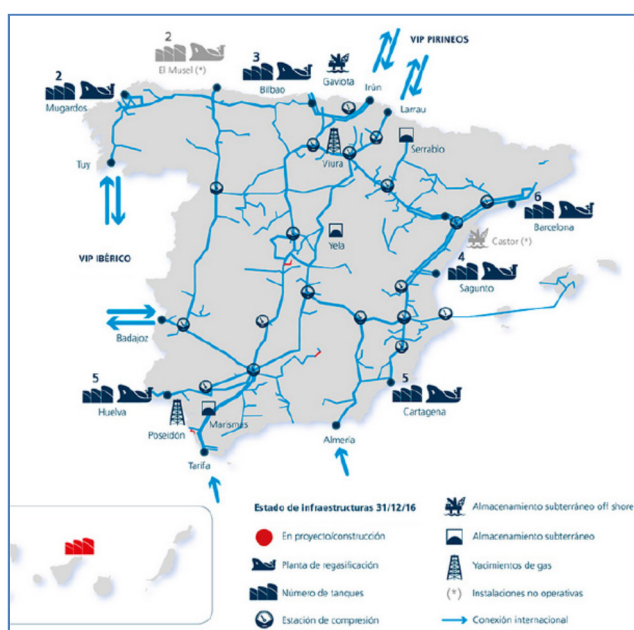 VIP PIRINEOS
2
El Musel (*)
3
Bilbao
Gaviota
Irún
Larrau
2
Mugardos
Tuy
Viura
Serrablo
VIP IBÉRICO
Yela
6
Barcelona
Castor (*)
4
Sagunto
Badajoz
5
Huelva
Poseidón
Marismas
Tarifa
Almería
5
Cartagena
Estado de infraestructuras 31/12/16
En proyecto/construcción
Planta de regasificación
Número de tanques
Estación de compresión
Almacenamiento subterráneo off shore
Almacenamiento subterráneo
Yacimientos de gas
(*) Instalaciones no operativas
Conexión internacional